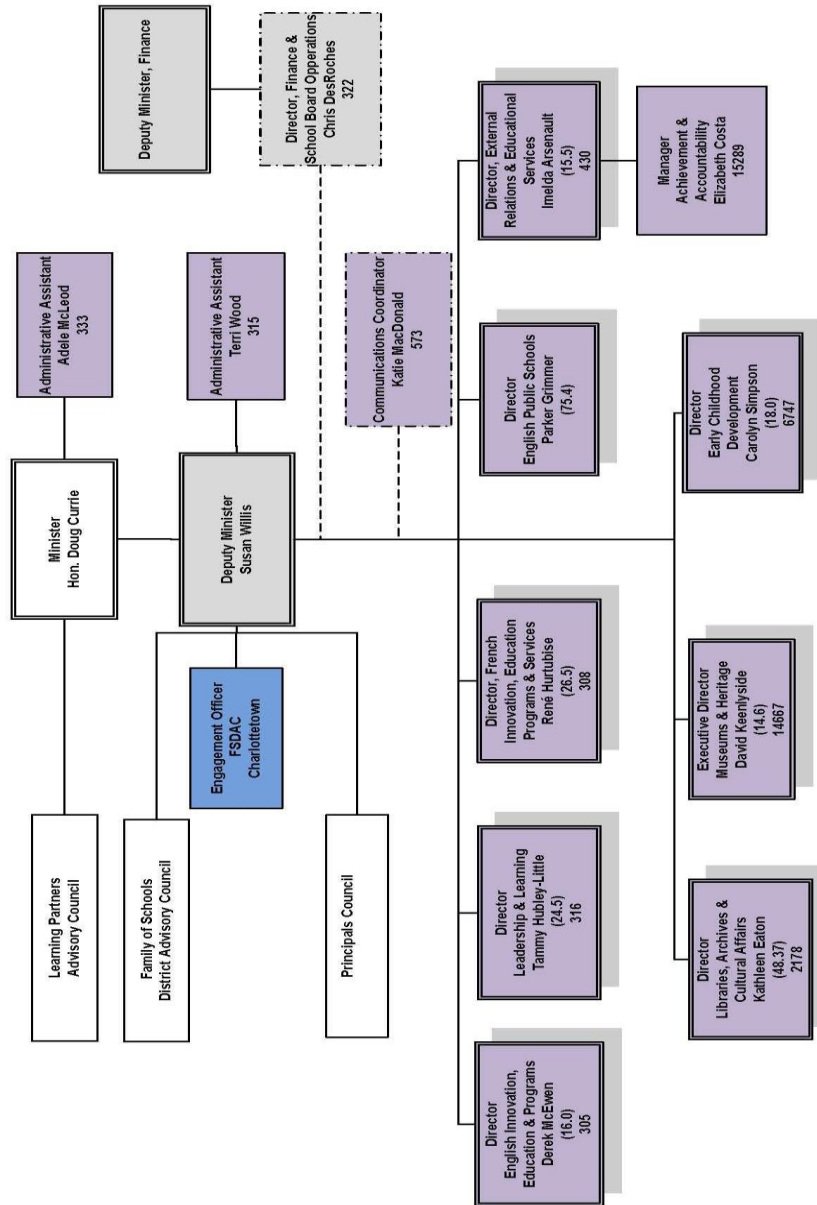 Minister
Hon. Doug Currie
Administrative Assistant
Adele McLeod
333
Deputy Minister, Finance
Learning Partners
Advisory Council
Deputy Minister
Susan Willis
Administrative Assistant
Terri Wood
315
Director, Finance &
School Board Opperations
Chris DesRoches
322
Family of Schools
District Advisory Council
Engagement Officer
FSDAC
Charlottetown
Principals Council
Communications Coordinator
Katie MacDonald
573
Director
English Innovation,
Education & Programs
Derek McEwen
(16.0)
305
Director
Leadership & Learning
Tammy Hubley-Little
(24.5)
316
Director, French
Innovation, Education
Programs & Services
René Hurtubise
(26.5)
308
Director
English Public Schools
Parker Grimmer
(75.4)
Director, External
Relations & Educational
Services
Imelda Arsenault
(15.5)
430
Director
Libraries, Archives &
Cultural Affairs
Kathleen Eaton
(48.37)
2178
Executive Director
Museums & Heritage
David Keenlyside
(14.6)
14667
Director
Early Childhood
Development
Carolyn Simpson
(18.0)
6747
Manager
Achievement &
Accountability
Elizabeth Costa
15289